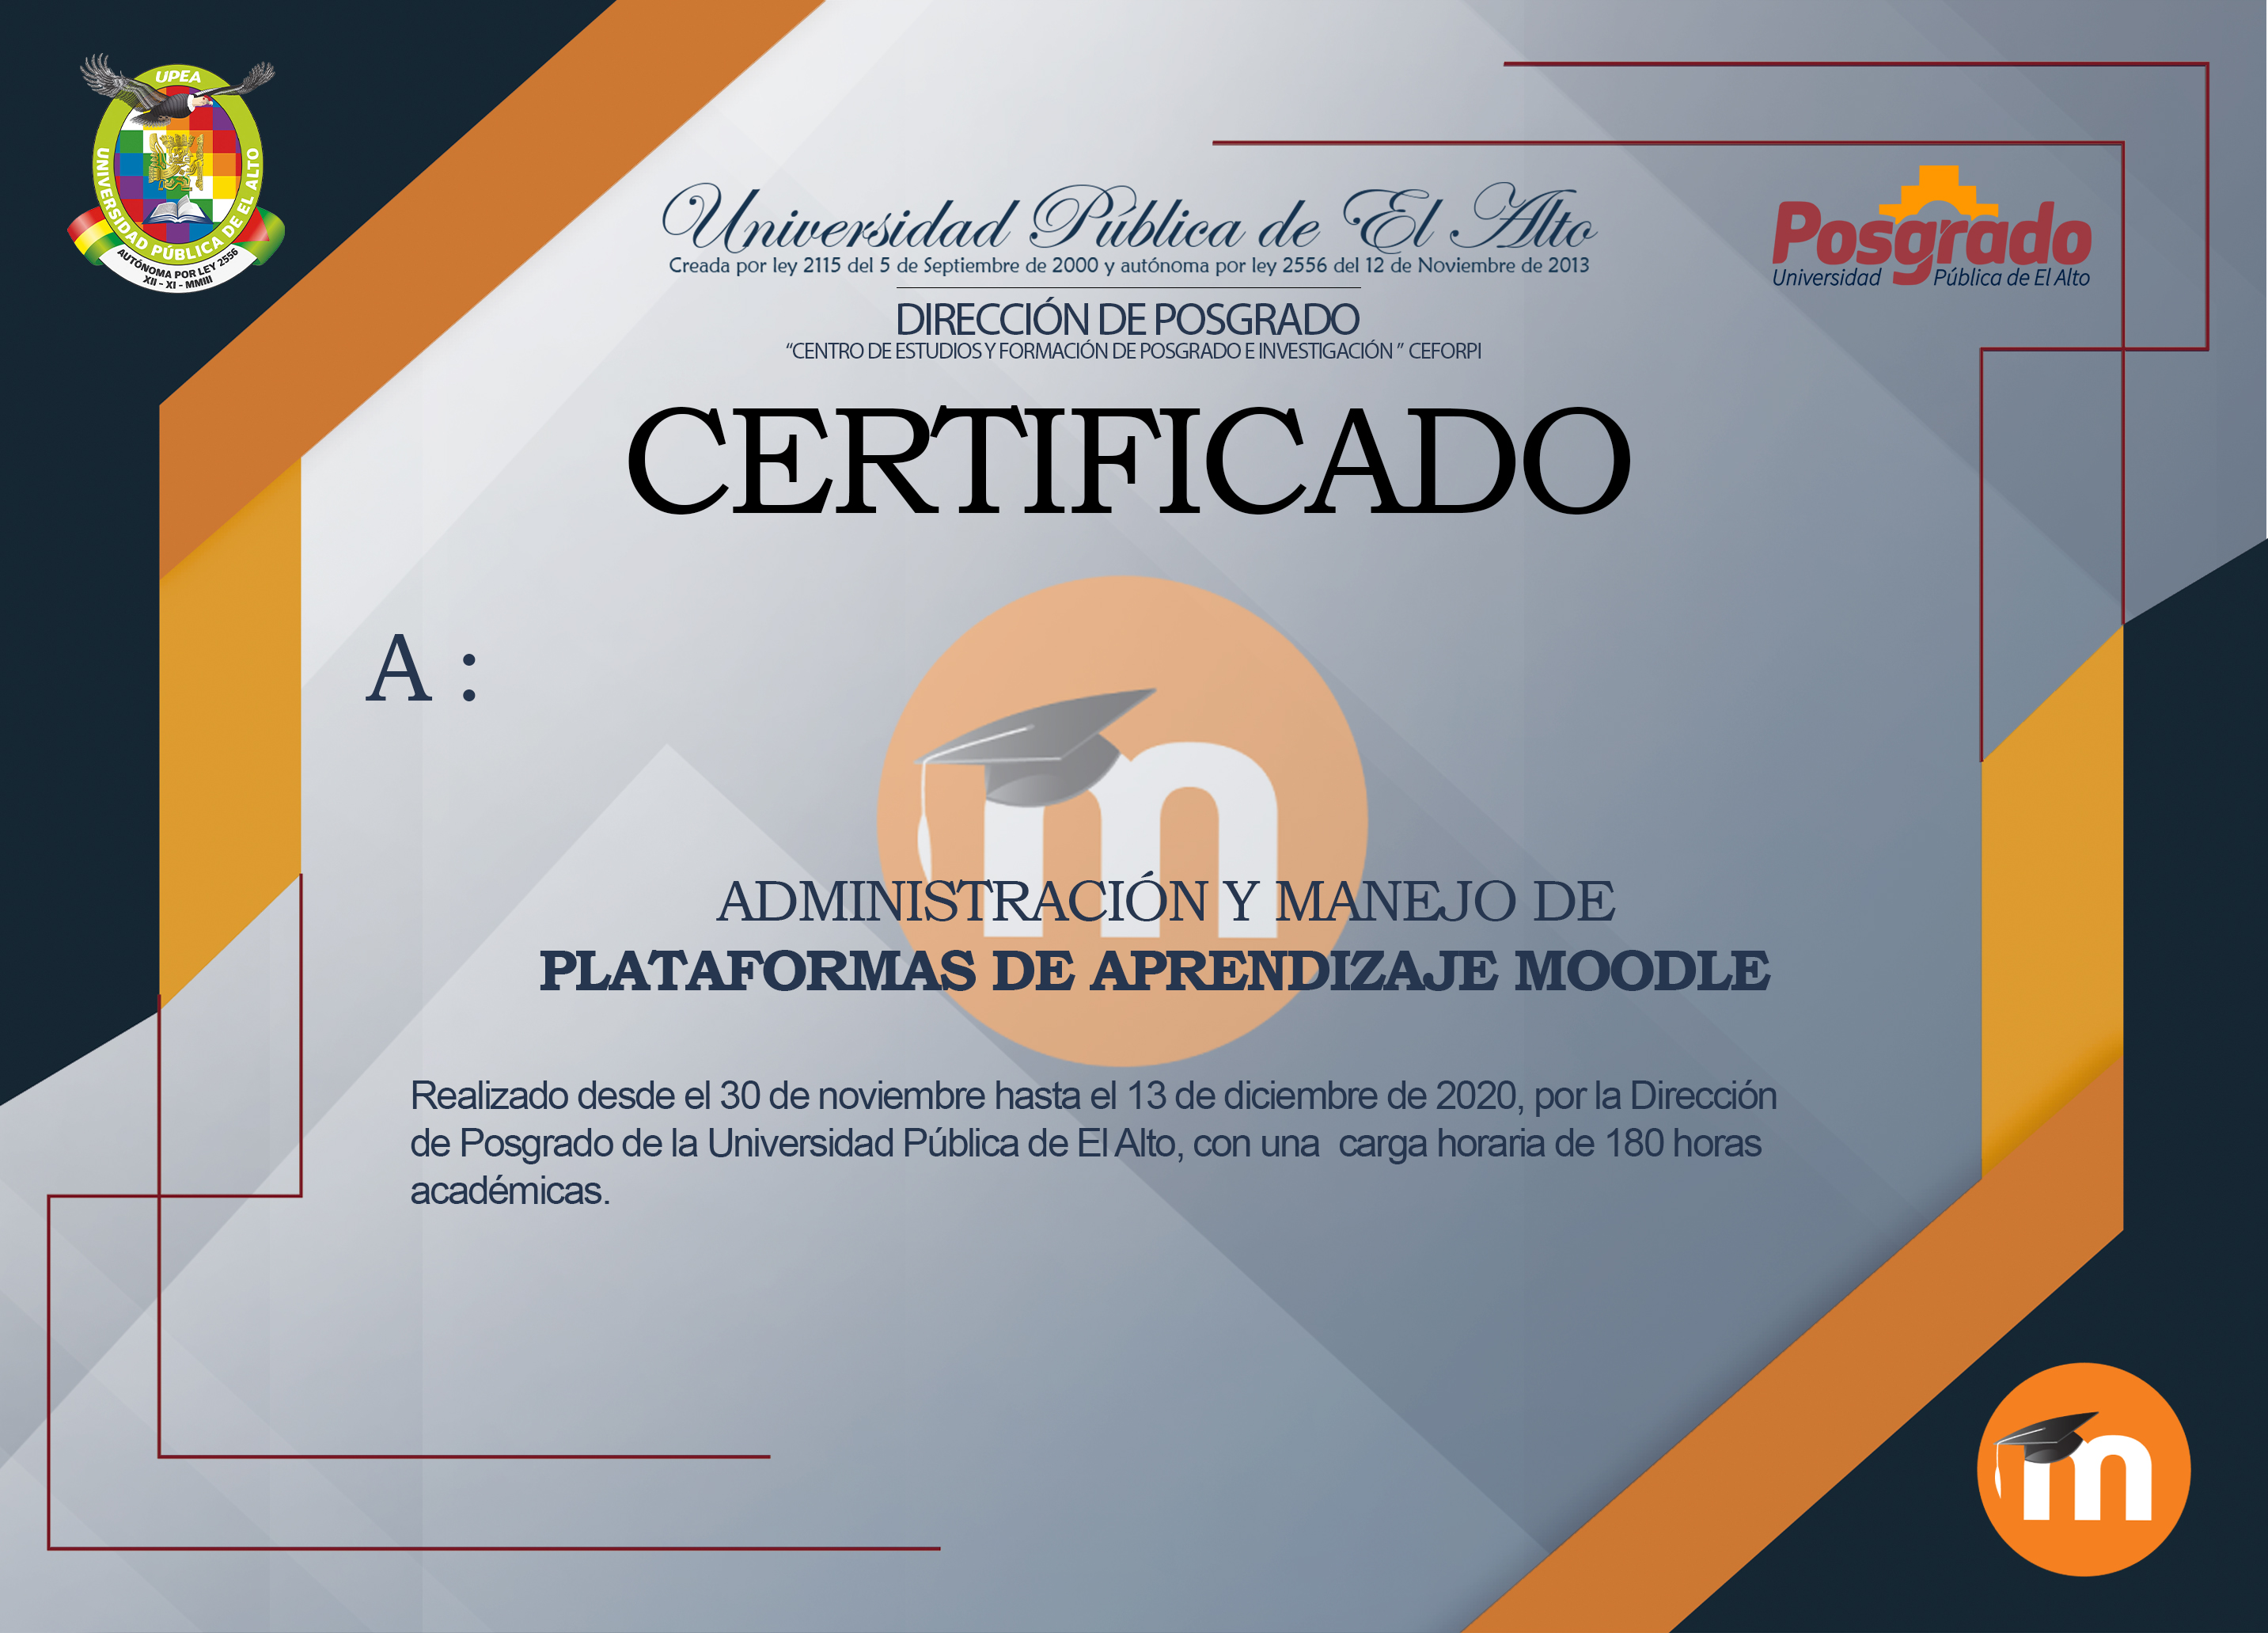 UPEA
UNIVERSIDAD PÚBLICA DE EL ALTO
AUTÓNOMA POR LEY 2556
XII - XI - MMIII
Universidad Pública de El Alto
Creada por ley 2115 del 5 de Septiembre de 2000 y autónoma por ley 2556 del 12 de Noviembre de 2013
Posgrado
Universidad Pública de El Alto
DIRECCIÓN DE POSGRADO
“CENTRO DE ESTUDIOS Y FORMACIÓN DE POSGRADO E INVESTIGACIÓN ” CEFORPI
CERTIFICADO
A :
m
ADMINISTRACIÓN Y MANEJO DE
PLATAFORMAS DE APRENDIZAJE MOODLE
Realizado desde el 30 de noviembre hasta el 13 de diciembre de 2020, por la Dirección
de Posgrado de la Universidad Pública de El Alto, con una  carga horaria de 180 horas
académicas.
m